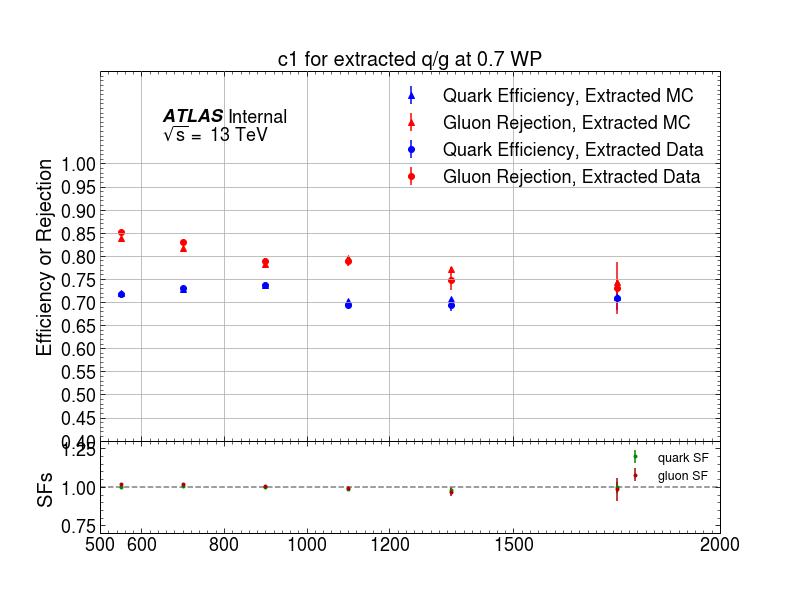 c1 for extracted q/g at 0.7 WP
ATLAS Internal
√s = 13 TeV
Quark Efficiency, Extracted MC
Gluon Rejection, Extracted MC
Quark Efficiency, Extracted Data
Gluon Rejection, Extracted Data
Efficiency or Rejection
1.00
0.95
0.90
0.85
0.80
0.75
0.70
0.65
0.60
0.55
0.50
0.45
0.40
SFs
1.25
1.00
0.75
quark SF
gluon SF
500 600 800 1000 1200 1500 2000